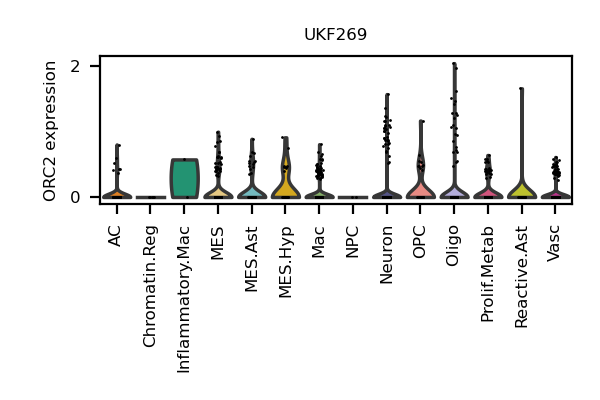 UKF269
ORC2 expression
2
0
AC
Chromatin.Reg
Inflammatory.Mac
MES
MES.Ast
MES.Hyp
Mac
NPC
Neuron
OPC
Oligo
Prolif.Metab
Reactive.Ast
Vasc